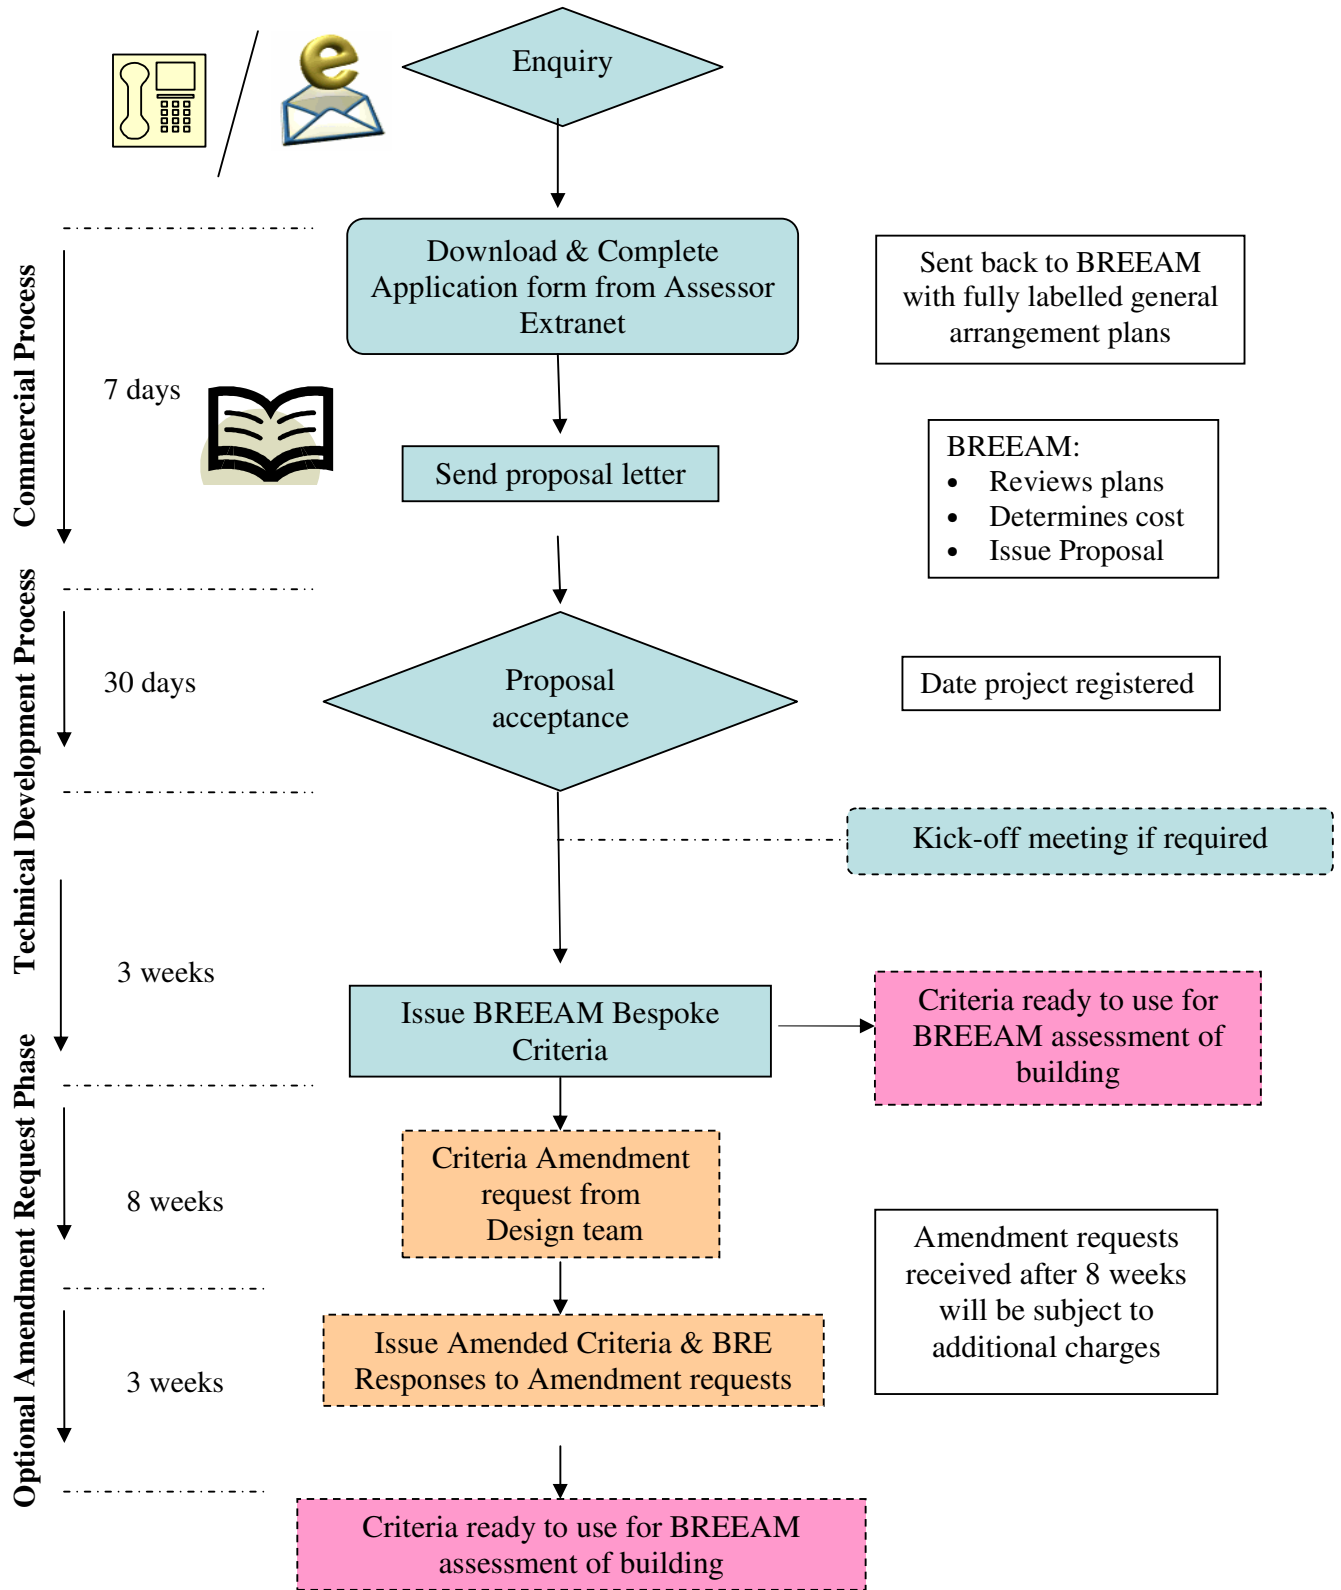 e
Enquiry
Download & Complete
Application form from Assessor
Extranet
Sent back to BREEAM
with fully labelled general
arrangement plans
Commercial Process
7 days
Send proposal letter
BREEAM:
• Reviews plans
• Determines cost
• Issue Proposal
Technical Development Process
30 days
Proposal
acceptance
Date project registered
Kick-off meeting if required
3 weeks
Issue BREEAM Bespoke
Criteria
Criteria ready to use for
BREEAM assessment of
building
Optional Amendment Request Phase
8 weeks
Criteria Amendment
request from
Design team
Amendment requests
received after 8 weeks
will be subject to
additional charges
3 weeks
Issue Amended Criteria & BRE
Responses to Amendment requests
Criteria ready to use for BREEAM
assessment of building